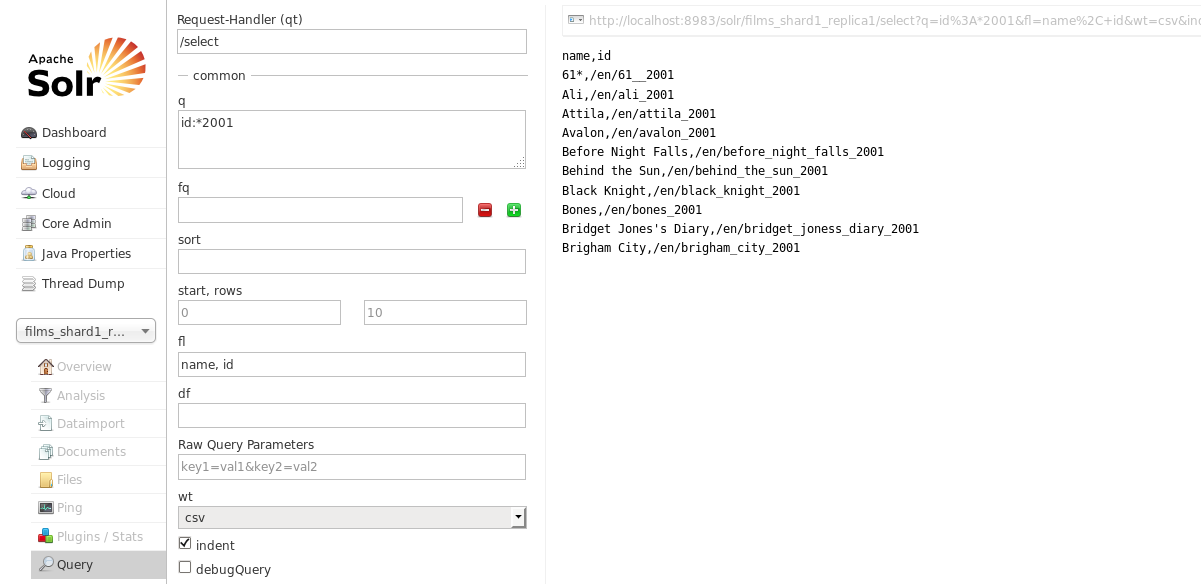 Apache
Solr
Dashboard
Logging
Cloud
Core Admin
Java Properties
Thread Dump
films_shard1_r...
Overview
Analysis
Dataimport
Documents
Files
Ping
Plugins / Stats
Query
Request-Handler (qt)
/select
common
q
id:*2001
fq
sort
start, rows
0 10
fl
name, id
df
Raw Query Parameters
key1=val1&key2=val2
wt
csv
indent
debugQuery
http://localhost:8983/solr/films_shard1_replica1/select?q=id%3A*2001&fl=name%2C+id&wt=csv&inc
name,id
61*,/en/61__2001
Ali,/en/ali_2001
Attila,/en/attila_2001
Avalon,/en/avalon_2001
Before Night Falls,/en/before_night_falls_2001
Behind the Sun,/en/behind_the_sun_2001
Black Knight,/en/black_knight_2001
Bones,/en/bones_2001
Bridget Jones's Diary,/en/bridget_joness_diary_2001
Brigham City,/en/brigham_city_2001